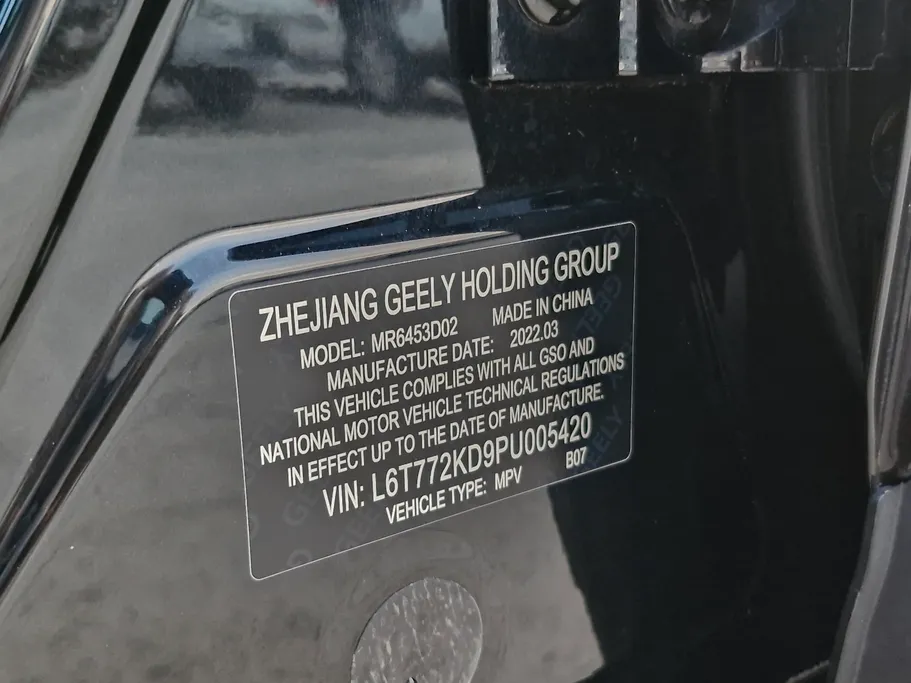 ZHEJIANG GEELY HOLDING GROUP
MODEL: MR6453D02 MADE IN CHINA
MANUFACTURE DATE: 2022.03
THIS VEHICLE COMPLIES WITH ALL GSO AND
NATIONAL MOTOR VEHICLE TECHNICAL REGULATIONS
IN EFFECT UP TO THE DATE OF MANUFACTURE.
VIN: L6T772KD9PU005420
VEHICLE TYPE: MPV B07